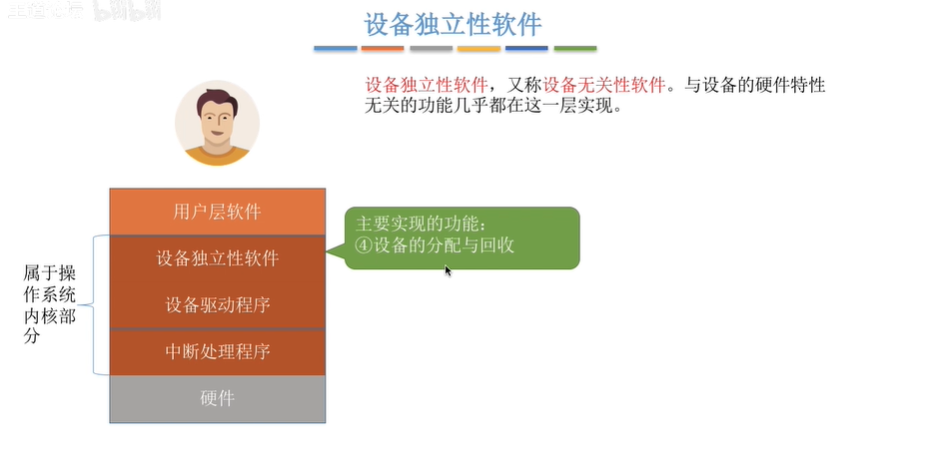 bilibili
设备独立性软件
设备独立性软件，又称设备无关性软件。与设备的硬件特性
无关的功能几乎都在这一层实现。
用户层软件
主要实现的功能：
④设备的分配与回收
设备独立性软件
属于操
作系统
内核部
分
设备驱动程序
中断处理程序
硬件